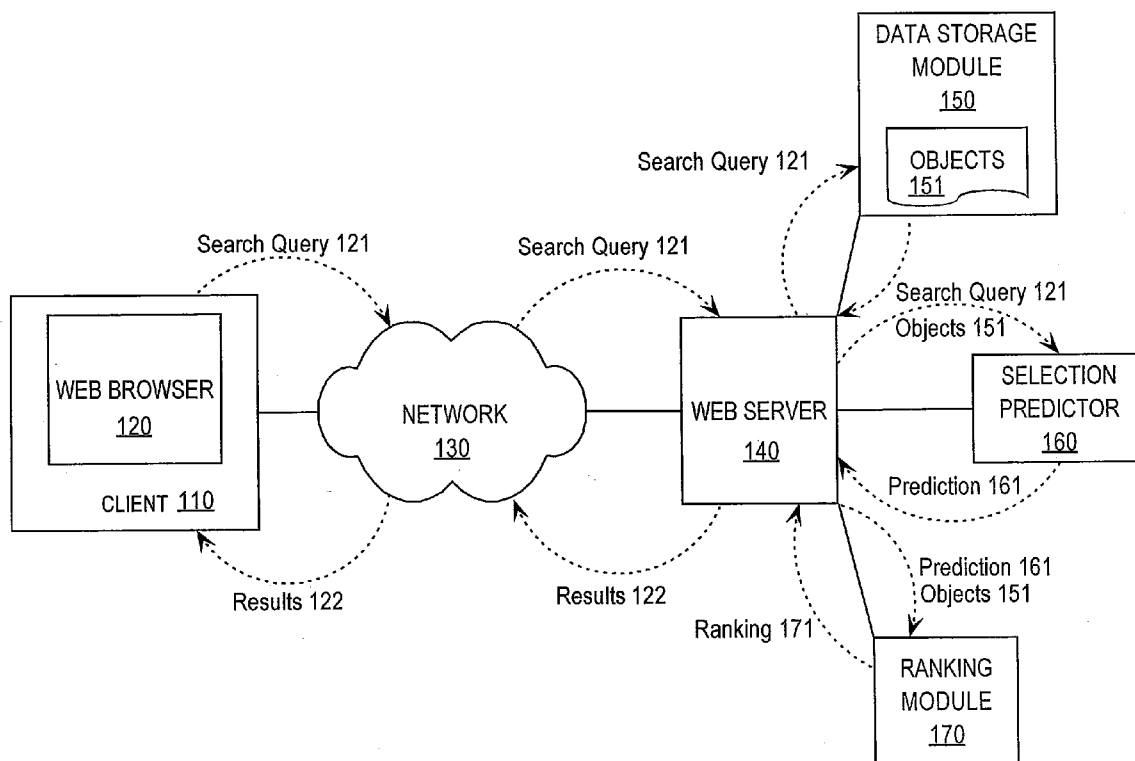 DATA STORAGE
MODULE
150
OBJECTS
151
Search Query 121
Search Query 121
Search Query 121
Search Query 121
Objects 151
WEB BROWSER
120
CLIENT 110
NETWORK
130
WEB SERVER
140
SELECTION
PREDICTOR
160
Prediction 161
Results 122
Results 122
Prediction 161
Objects 151
Ranking 171
RANKING
MODULE
170